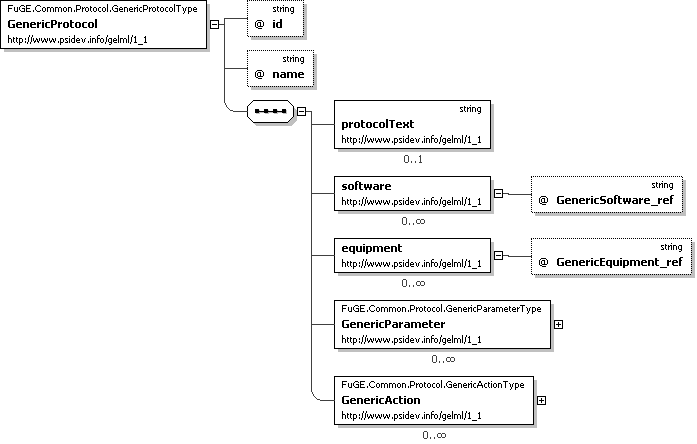 FuGE.Common.Protocol.GenericProtocolType
GenericProtocol
http://www.psidev.info/gelml/1_1
string
@ id
string
@ name
string
protocolText
http://www.psidev.info/gelml/1_1
0..1
software
http://www.psidev.info/gelml/1_1
0..∞
string
@ GenericSoftware_ref
equipment
http://www.psidev.info/gelml/1_1
0..∞
string
@ GenericEquipment_ref
FuGE.Common.Protocol.GenericParameterType
GenericParameter
http://www.psidev.info/gelml/1_1
0..∞
FuGE.Common.Protocol.GenericActionType
GenericAction
http://www.psidev.info/gelml/1_1
0..∞